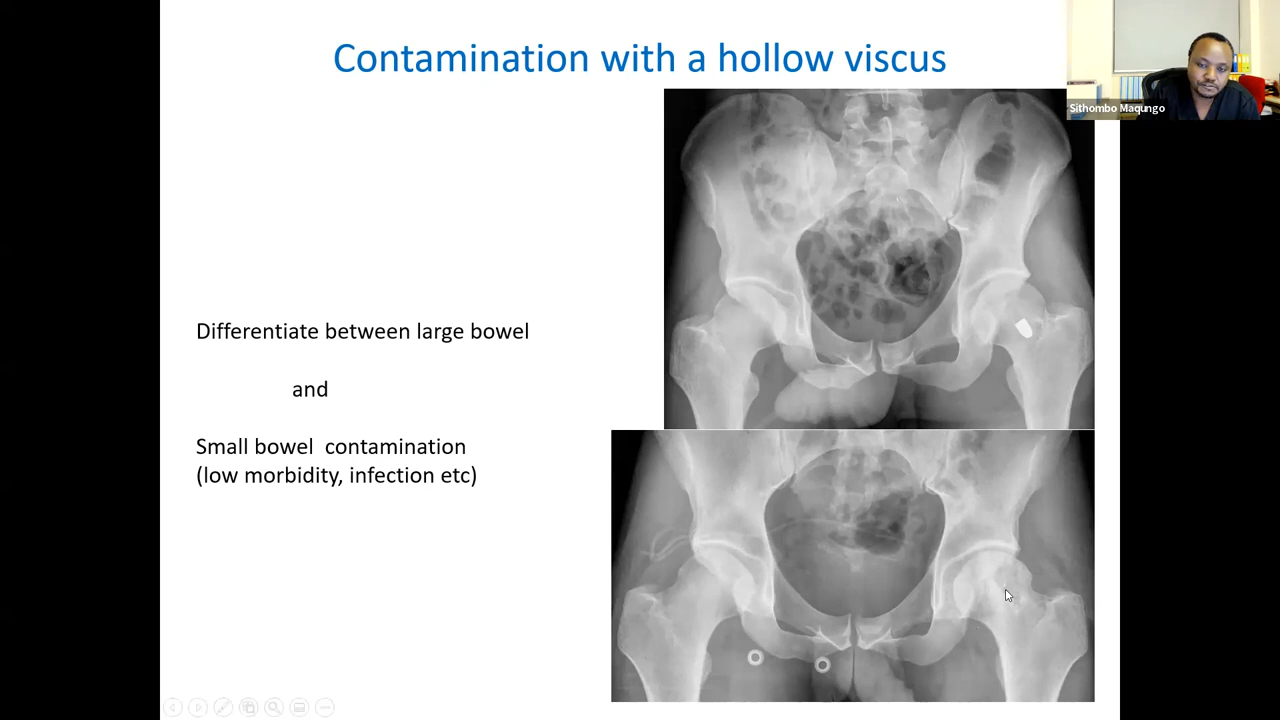 Contamination with a hollow viscus
Sithombo Maqungo
Differentiate between large bowel
and
Small bowel  contamination
(low morbidity, infection etc)